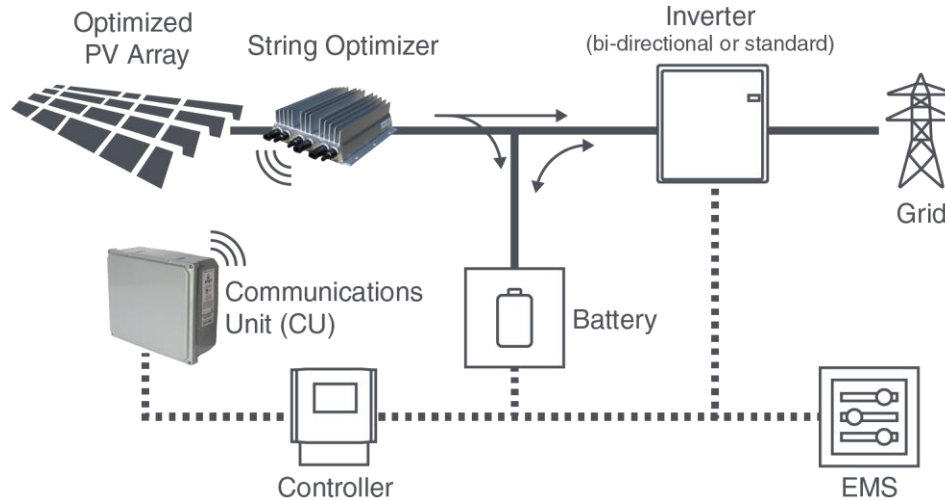 Optimized
PV Array
String Optimizer
Inverter
(bi-directional or standard)
Grid
Communications
Unit (CU)
Battery
Controller
EMS